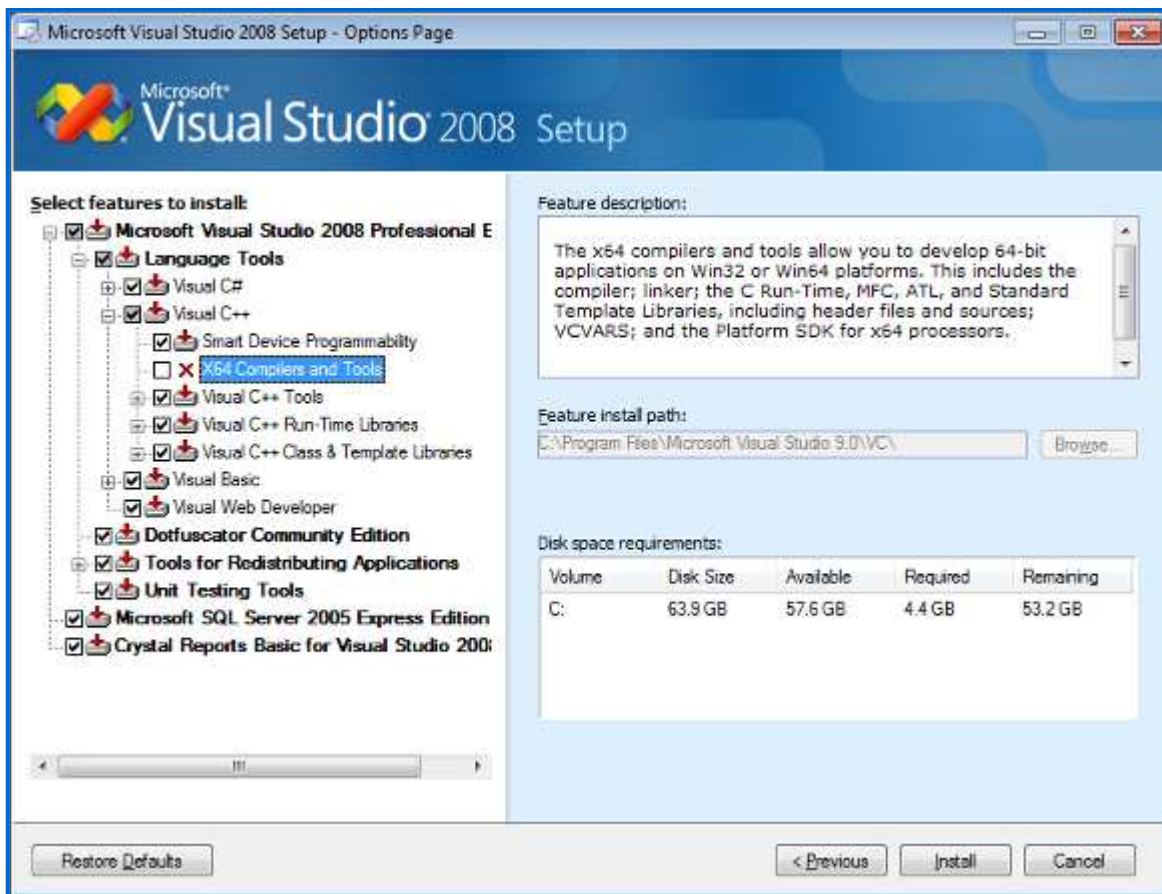 Microsoft Visual Studio 2008 Setup - Options Page
Microsoft®
Visual Studio 2008 Setup
Select features to install:
Microsoft Visual Studio 2008 Professional E
Language Tools
Visual C#
Visual C++
Smart Device Programmability
X64 Compilers and Tools
Visual C++ Tools
Visual C++ Run-Time Libraries
Visual C++ Class & Template Libraries
Visual Basic
Visual Web Developer
Dotfuscator Community Edition
Tools for Redistributing Applications
Unit Testing Tools
Microsoft SQL Server 2005 Express Edition
Crystal Reports Basic for Visual Studio 2008
Feature description:
The x64 compilers and tools allow you to develop 64-bit
applications on Win32 or Win64 platforms. This includes the
compiler; linker; the C Run-Time, MFC, ATL, and Standard
Template Libraries, including header files and sources;
VCVARS; and the Platform SDK for x64 processors.
Feature install path:
C:\Program Files\Microsoft Visual Studio 9.0\VC\
Browse...
Disk space requirements:
Volume Disk Size Available Required Remaining
C: 63.9 GB 57.6 GB 4.4 GB 53.2 GB
Restore Defaults
< Previous
Install
Cancel